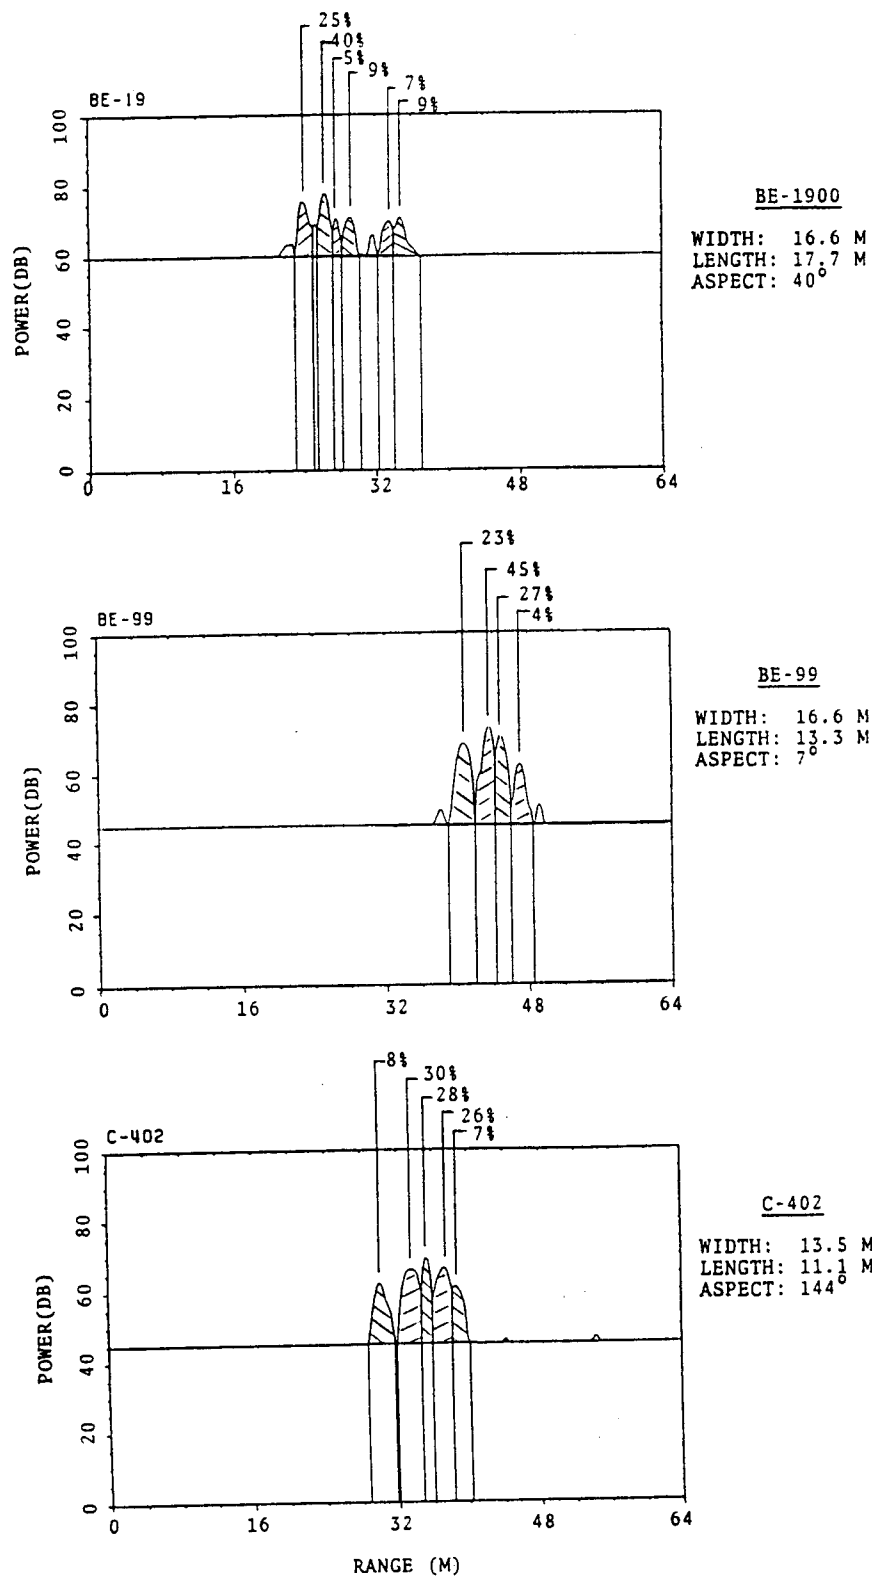 25%
40%
5%
9%
7%
9%
BE-19
100
80
60
40
20
0
POWER(DB)
0 16 32 48 64
BE-1900
WIDTH: 16.6 M
LENGTH: 17.7 M
ASPECT: 40°
23%
45%
27%
4%
BE-99
100
80
60
40
20
0
POWER(DB)
0 16 32 48 64
BE-99
WIDTH: 16.6 M
LENGTH: 13.3 M
ASPECT: 7°
8%
30%
28%
26%
7%
C-402
100
80
60
40
20
0
POWER(DB)
0 16 32 48 64
RANGE (M)
C-402
WIDTH: 13.5 M
LENGTH: 11.1 M
ASPECT: 144°